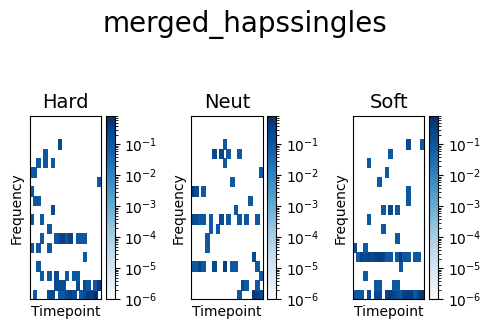 merged_hapssingles
Hard
Neut
Soft
Frequency
Timepoint
10⁻¹
10⁻²
10⁻³
10⁻⁴
10⁻⁵
10⁻⁶
Frequency
Timepoint
10⁻¹
10⁻²
10⁻³
10⁻⁴
10⁻⁵
10⁻⁶
Frequency
Timepoint
10⁻¹
10⁻²
10⁻³
10⁻⁴
10⁻⁵
10⁻⁶